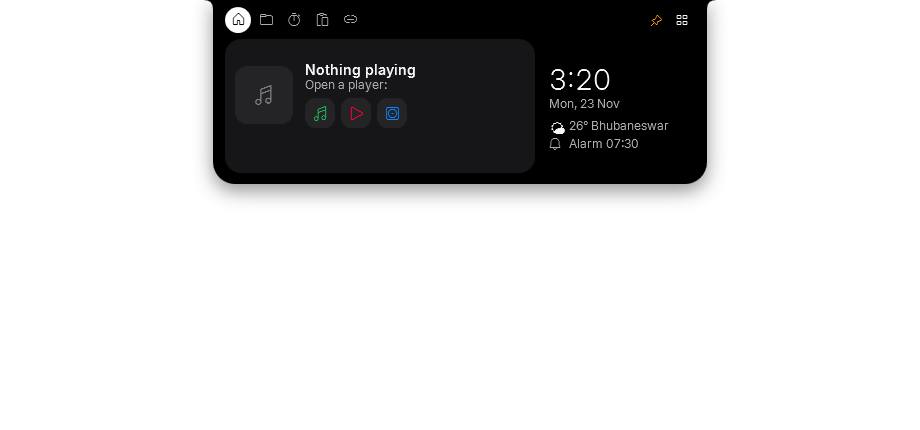 Nothing playing
Open a player:
3:20
Mon, 23 Nov
26° Bhubaneswar
Alarm 07:30